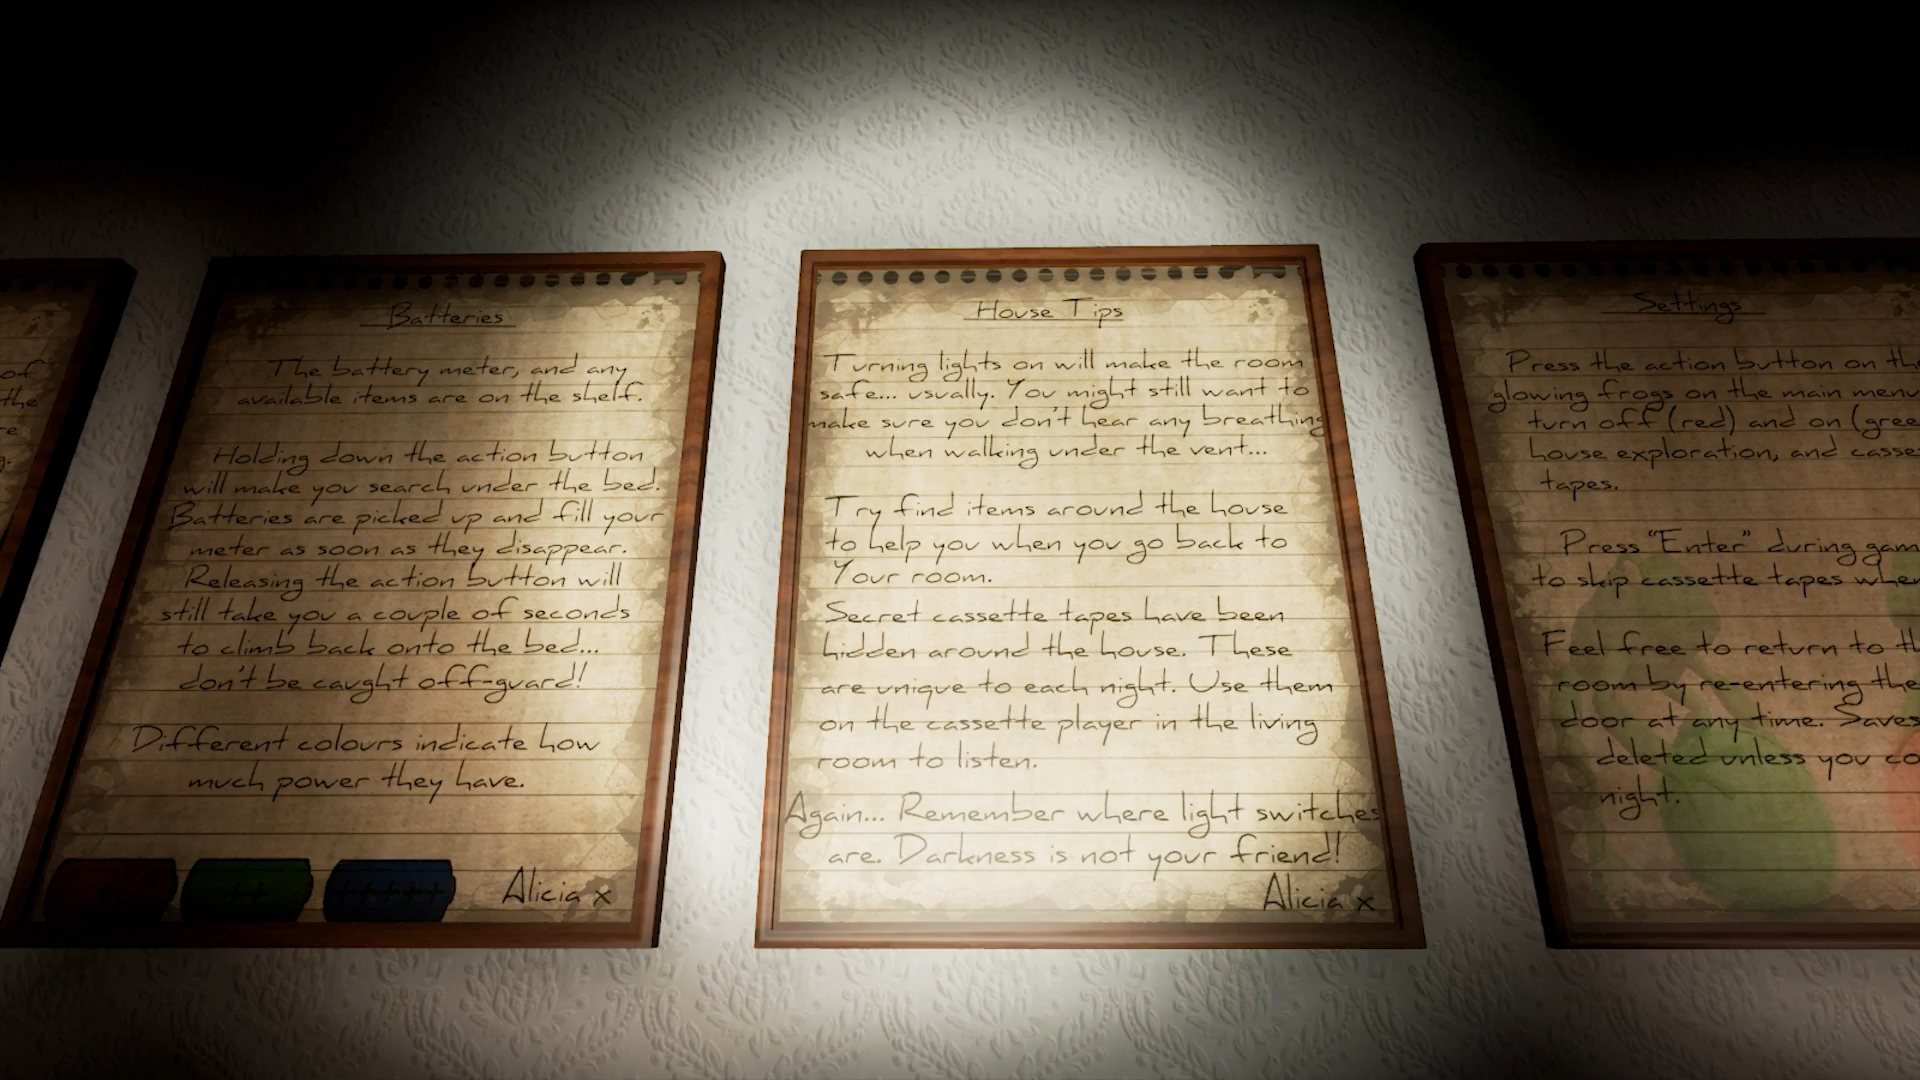 of
the
re
g.
Batteries
The battery meter, and any
available items are on the shelf.
Holding down the action button
will make you search under the bed.
Batteries are picked up and fill your
meter as soon as they disappear.
Releasing the action button will
still take you a couple of seconds
to climb back onto the bed...
don't be caught off-guard!
Different colours indicate how
much power they have.
++
+++++
Alicia x
House Tips
Turning lights on will make the room
safe... usually. You might still want to
make sure you don't hear any breathing
when walking under the vent...
Try find items around the house
to help you when you go back to
Your room.
Secret cassette tapes have been
hidden around the house. These
are unique to each night. Use them
on the cassette player in the living
room to listen.
Again... Remember where light switches
are. Darkness is not your friend!
Alicia x
Settings
Press the action button on th
glowing frogs on the main menu
turn off (red) and on (gree
house exploration, and casse
tapes.
Press "Enter" during gam
to skip cassette tapes whe
Feel free to return to th
room by re-entering the
door at any time. Saves
deleted unless you co
night.